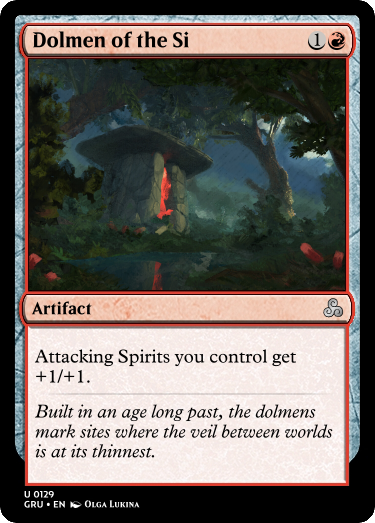 Dolmen of the Si 1
Artifact
Attacking Spirits you control get
+1/+1.
Built in an age long past, the dolmens
mark sites where the veil between worlds
is at its thinnest.
U 0129
GRU • EN Olga Lukina